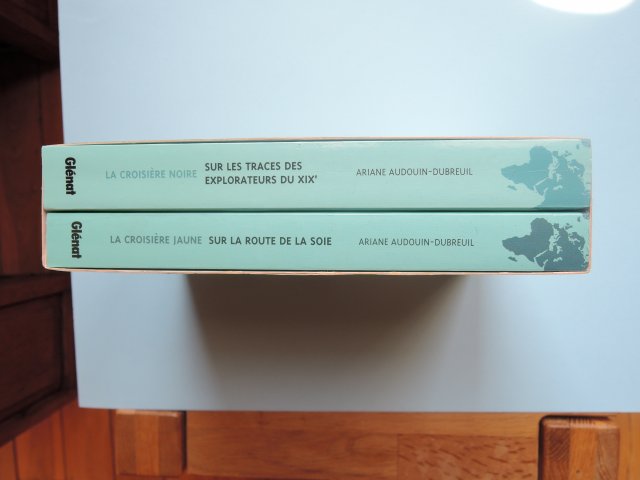 Glénat
LA CROISIÈRE NOIRE SUR LES TRACES DES
EXPLORATEURS DU XIXᵉ
ARIANE AUDOUIN-DUBREUIL
Glénat
LA CROISIÈRE JAUNE SUR LA ROUTE DE LA SOIE
ARIANE AUDOUIN-DUBREUIL